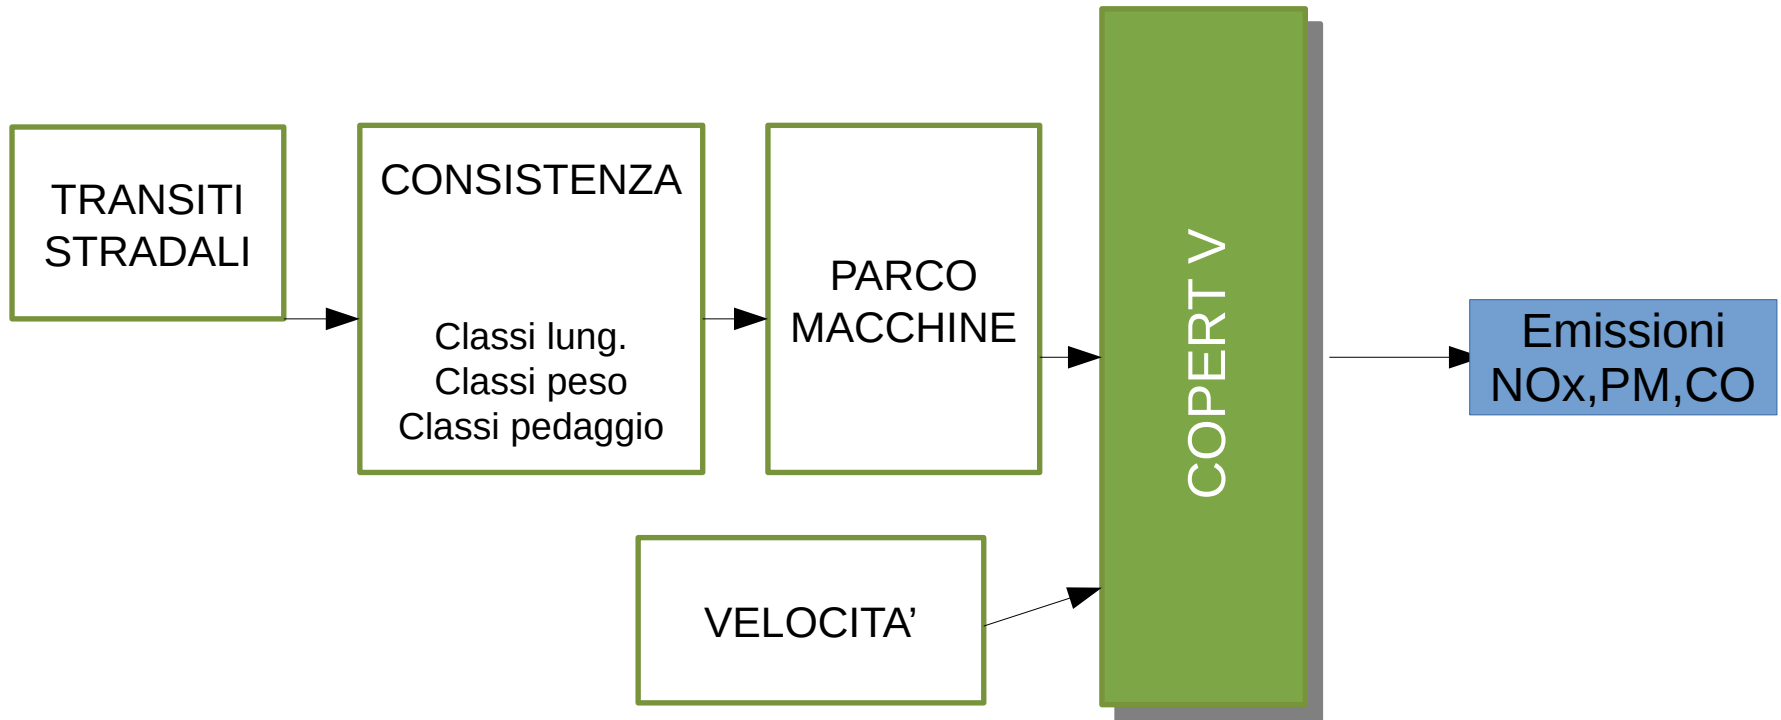 TRANSITI
STRADALI
CONSISTENZA
Classi lung.
Classi peso
Classi pedaggio
PARCO
MACCHINE
VELOCITA’
COPERT V
Emissioni
NOx,PM,CO